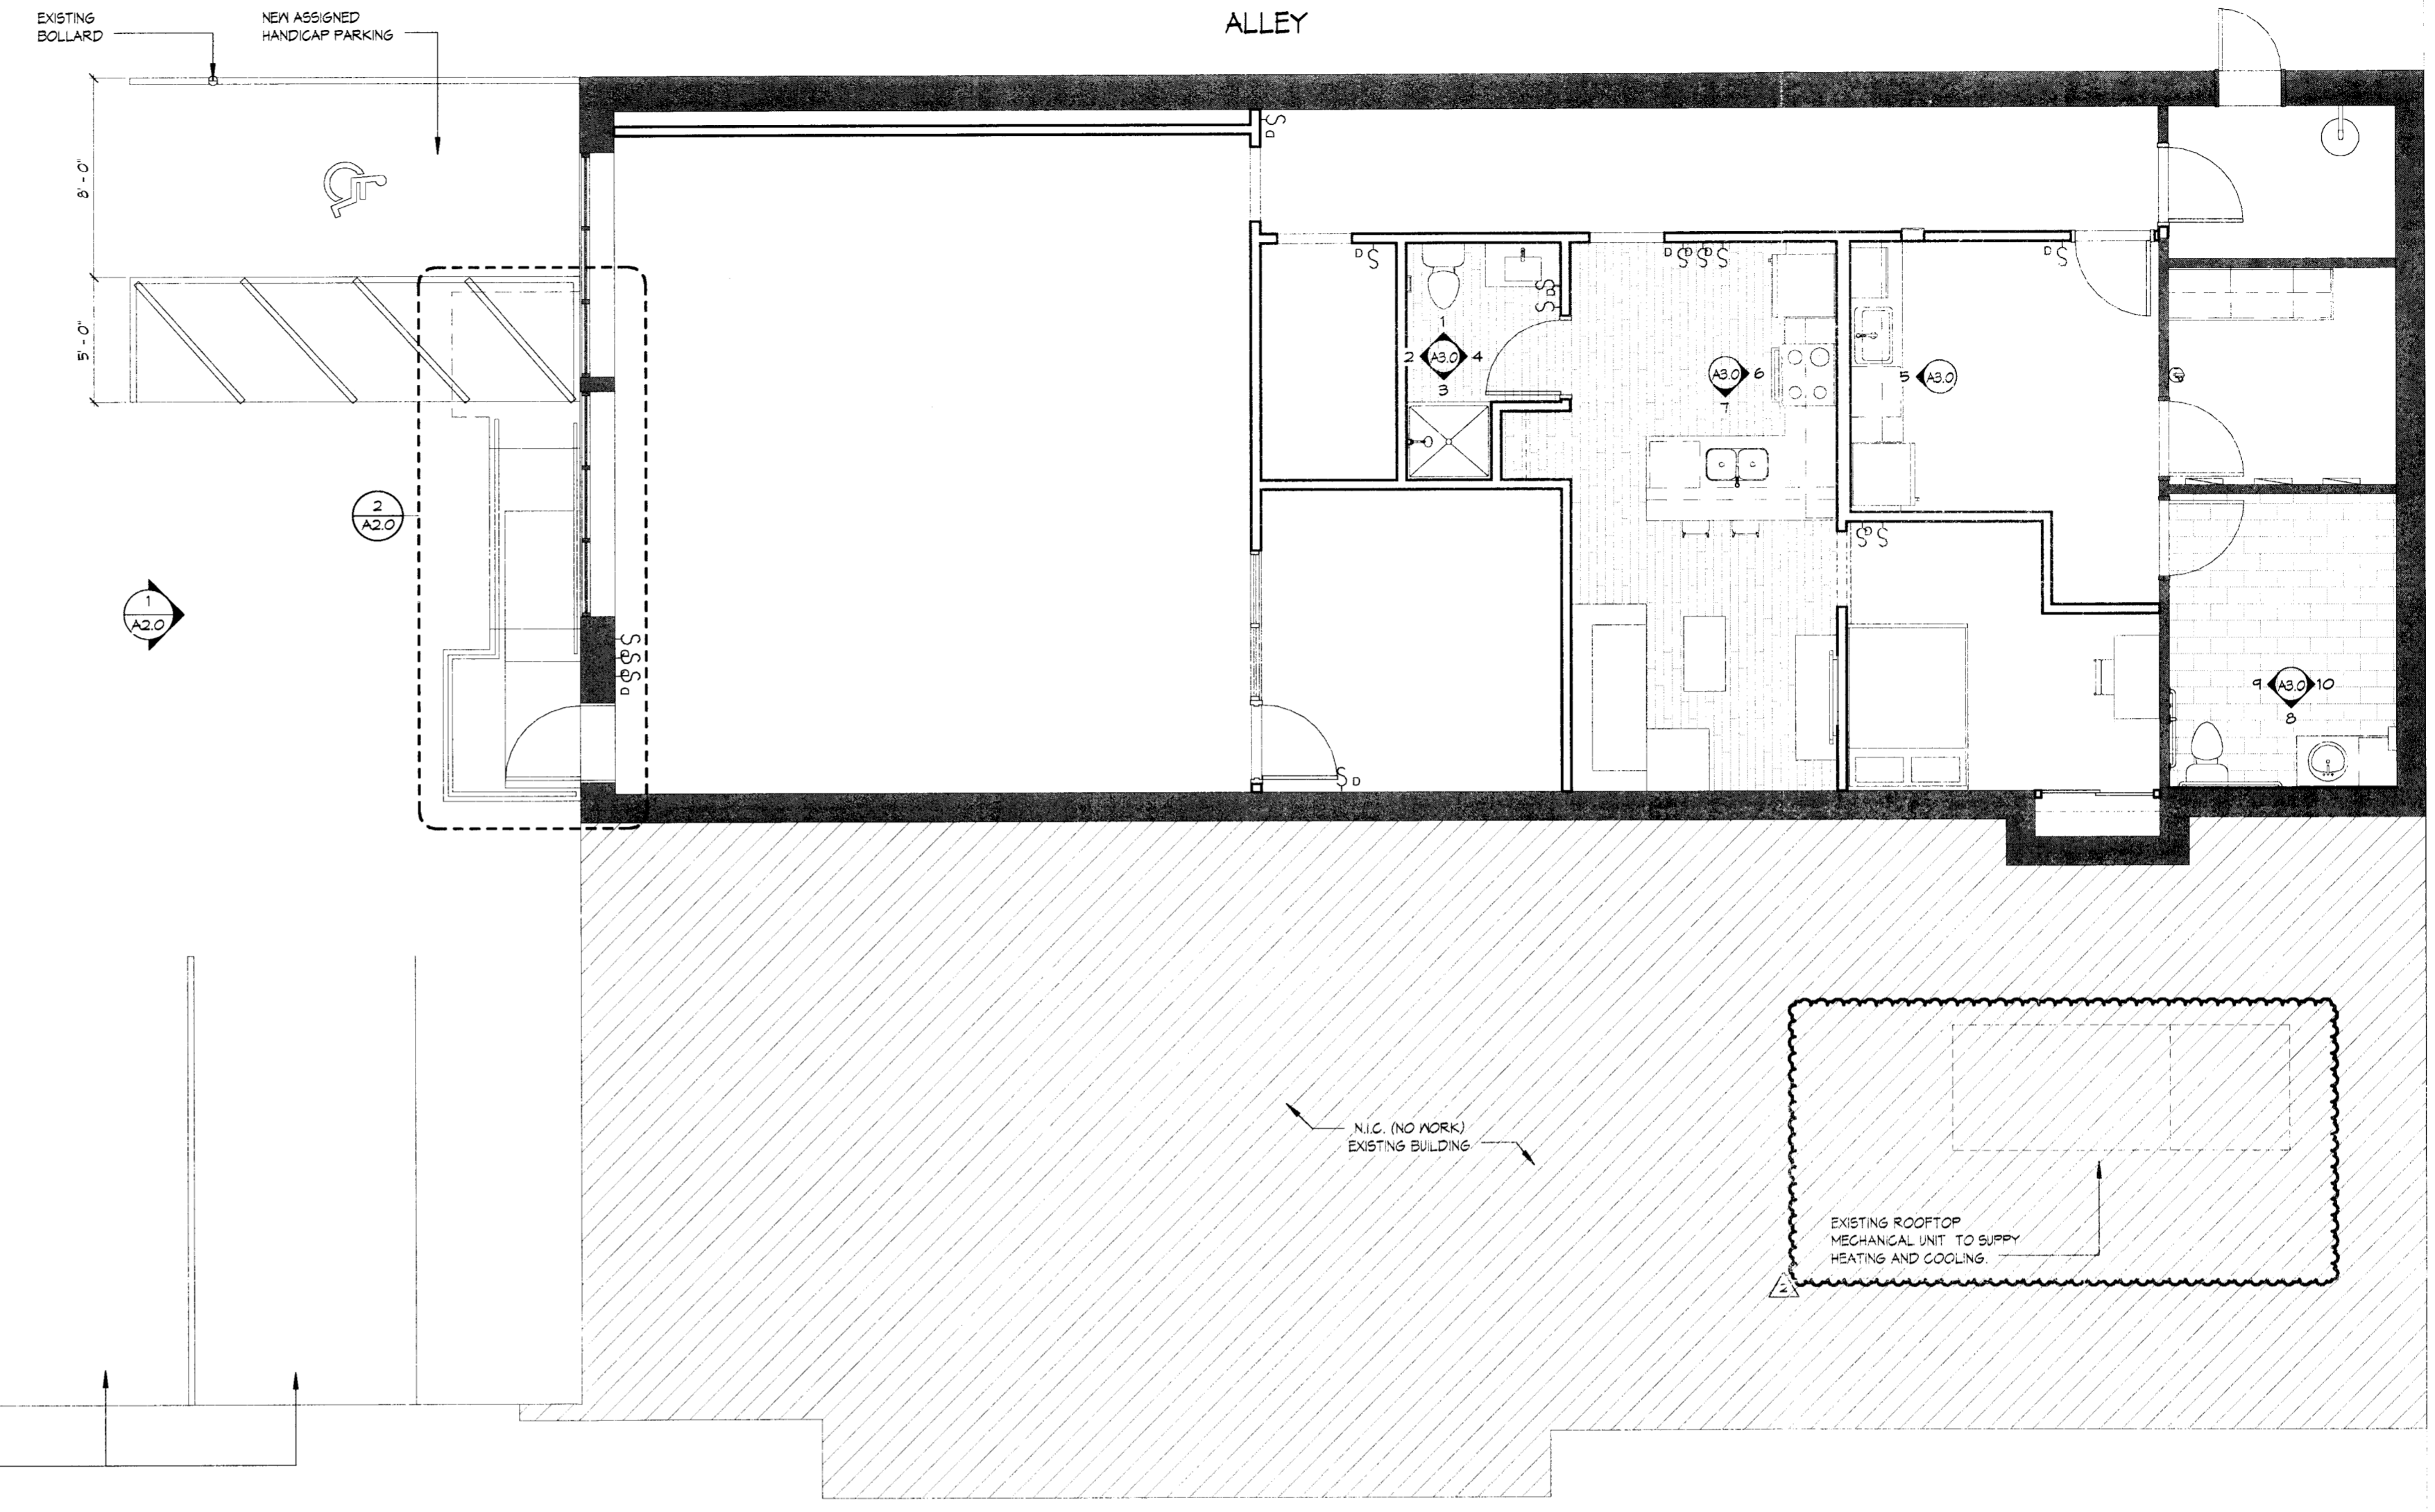 ALLEY
EXISTING
BOLLARD
NEW ASSIGNED
HANDICAP PARKING
8' - 0"
5' - 0"
D S
D S
S D S
D S S S
D S
1
2 A3.0 4
3
A3.0 6
7
5 A3.0
2
A2.0
1
A2.0
S S S S
D
S S S
9 A3.0 10
8
S D
N.I.C. (NO WORK)
EXISTING BUILDING
EXISTING ROOFTOP
MECHANICAL UNIT TO SUPPY
HEATING AND COOLING.
2